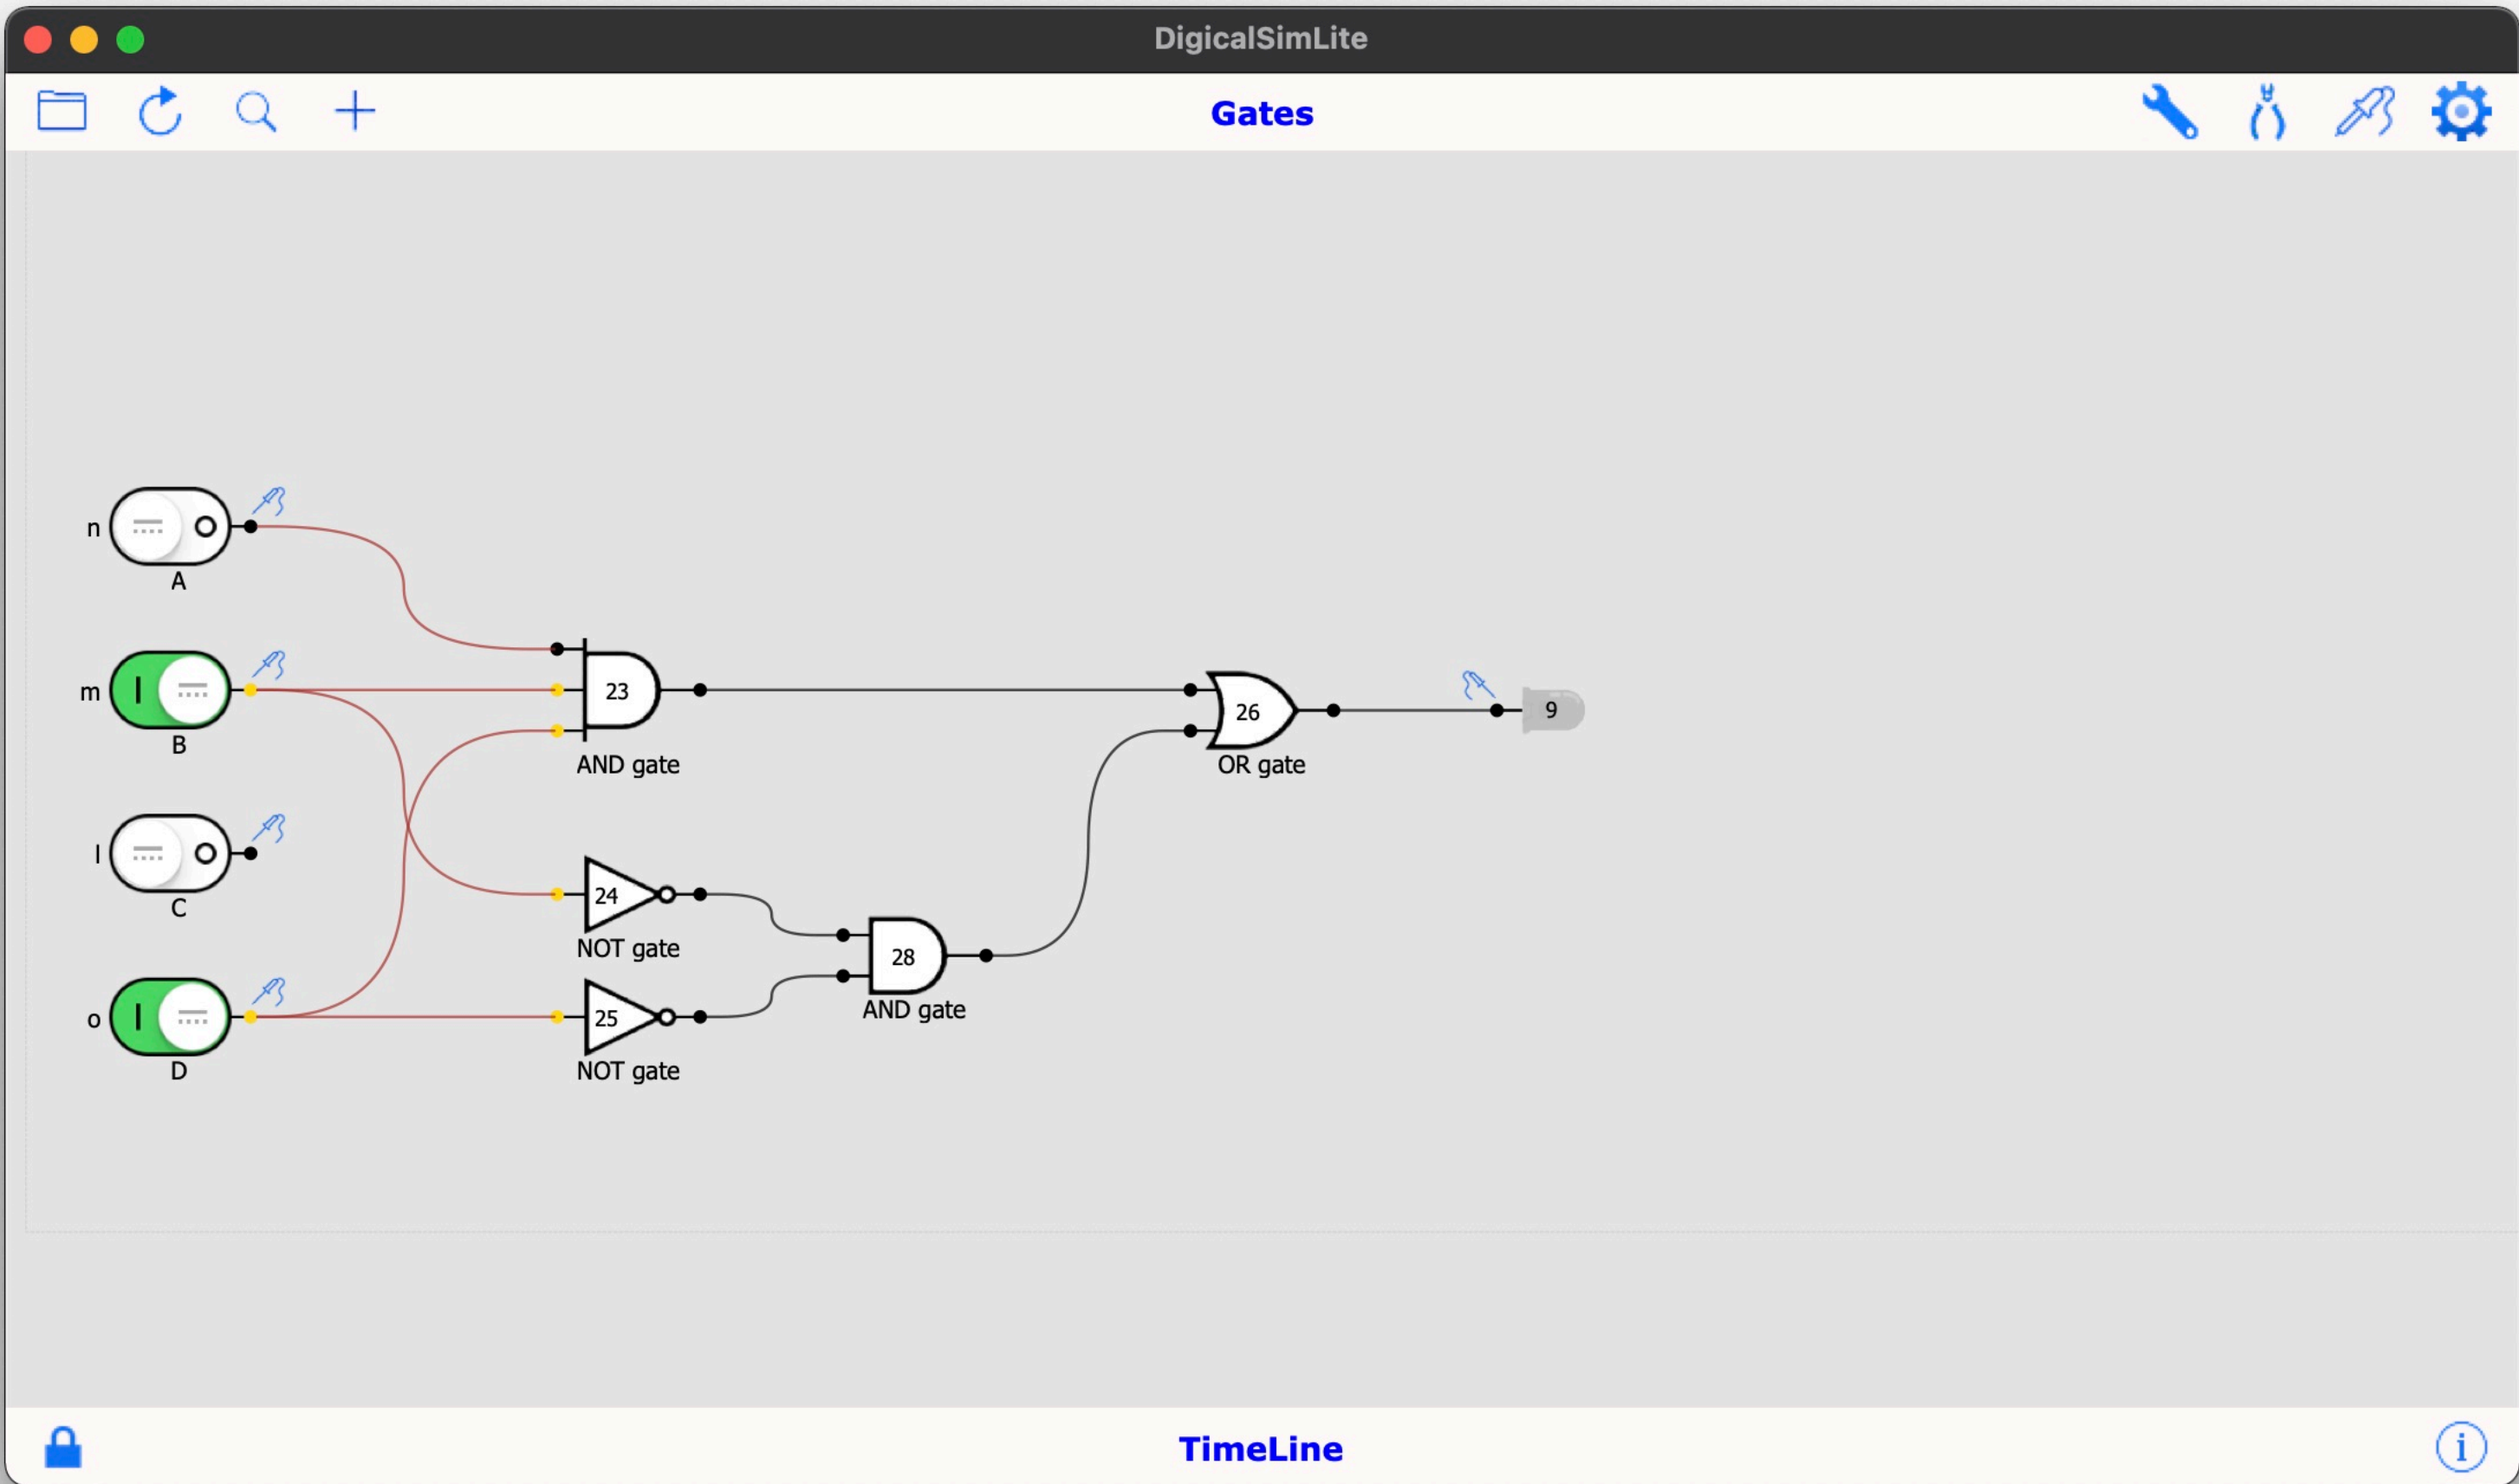 DigicalSimLite
Gates
n
A
m
B
23
AND gate
26
OR gate
9
l
C
24
NOT gate
28
AND gate
o
D
25
NOT gate
TimeLine
i